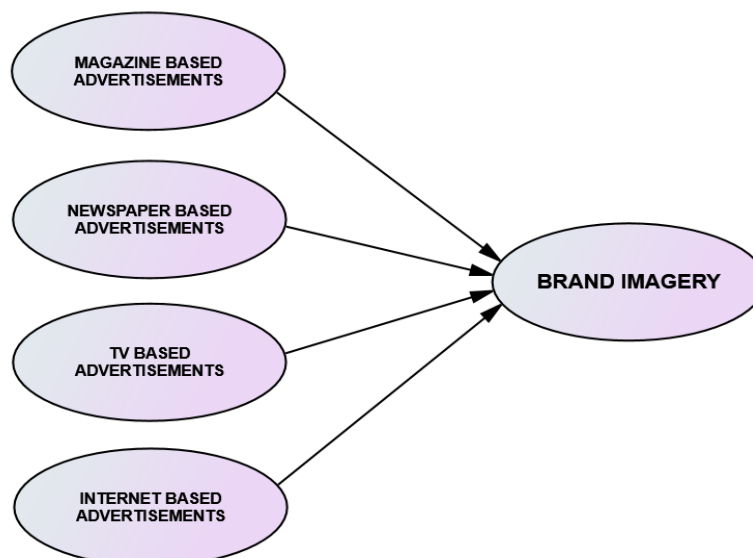 MAGAZINE BASED
ADVERTISEMENTS
NEWSPAPER BASED
ADVERTISEMENTS
BRAND IMAGERY
TV BASED
ADVERTISEMENTS
INTERNET BASED
ADVERTISEMENTS